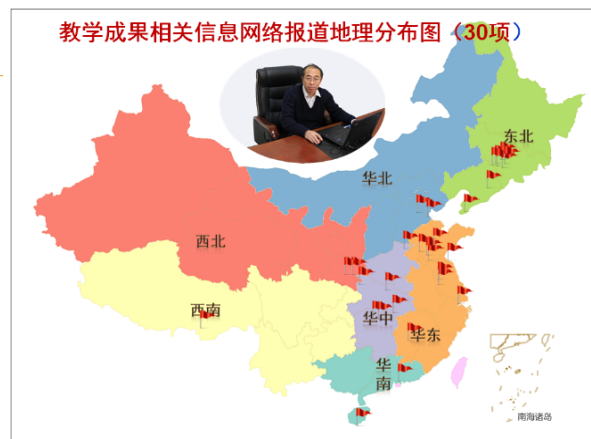 教学成果相关信息网络报道地理分布图（30项）
东北
华北
西北
西南
华中
华东
华
南
南海诸岛